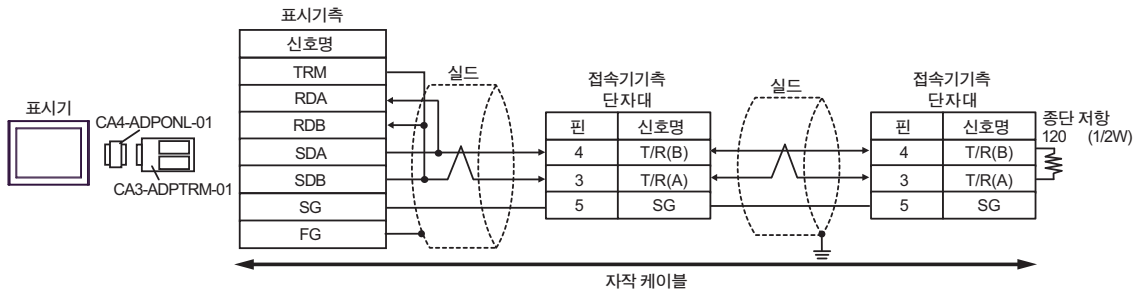 표시기
CA4-ADPONL-01
CA3-ADPTRM-01
표시기측
신호명
TRM
RDA
RDB
SDA
SDB
SG
FG
실드
접속기기측
단자대
핀 신호명
4 T/R(B)
3 T/R(A)
5 SG
실드
접속기기측
단자대
핀 신호명
4 T/R(B)
3 T/R(A)
5 SG
종단 저항
120 (1/2W)
자작 케이블